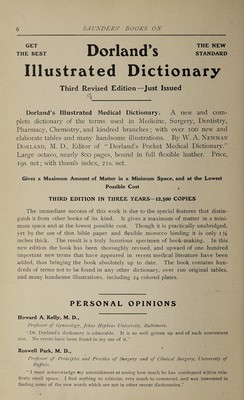 6 SAUNDERS' BOOKS ON
GET THE BEST
Dorland's
THE NEW STANDARD
Illustrated Dictionary
Third Revised Edition—Just Issued
Dorland's Illustrated Medical Dictionary. A new and com-
plete dictionary of the terms used in Medicine, Surgery, Dentistry,
Pharmacy, Chemistry, and kindred branches; with over 100 new and
elaborate tables and many handsome illustrations. By W. A. NEWMAN
DORLAND, M. D., Editor of "Dorland's Pocket Medical Dictionary."
Large octavo, nearly 800 pages, bound in full flexible leather. Price,
19s. net; with thumb index, 21s. net.
Gives a Maximum Amount of Matter in a Minimum Space, and at the Lowest
Possible Cost
THIRD EDITION IN THREE YEARS—12,500 COPIES
The immediate success of this work is due to the special features that distin-
guish it from other books of its kind. It gives a maximum of matter in a mini-
mum space and at the lowest possible cost. Though it is practically unabridged,
yet by the use of thin bible paper and flexible morocco binding it is only 1¾
inches thick. The result is a truly luxurious specimen of book-making. In this
new edition the book has been thoroughly revised, and upward of one hundred
important new terms that have appeared in recent medical literature have been
added, thus bringing the book absolutely up to date. The book contains hun-
dreds of terms not to be found in any other dictionary, over 100 original tables,
and many handsome illustrations, including 24 colored plates.
PERSONAL OPINIONS
Howard A. Kelly, M. D.,
Professor of Gynecology, Johns Hopkins University, Baltimore.
"Dr. Dorland's dictionary is admirable. It is so well gotten up and of such convenient
size. No errors have been found in my use of it."
Roswell Park, M. D.,
Professor of Principles and Practice of Surgery and of Clinical Surgery, University of
Buffalo.
"I must acknowledge my astonishment at seeing how much he has condensed within rela-
tively small space. I find nothing to criticize, very much to commend, and was interested in
finding some of the new words which are not in other recent dictionaries."